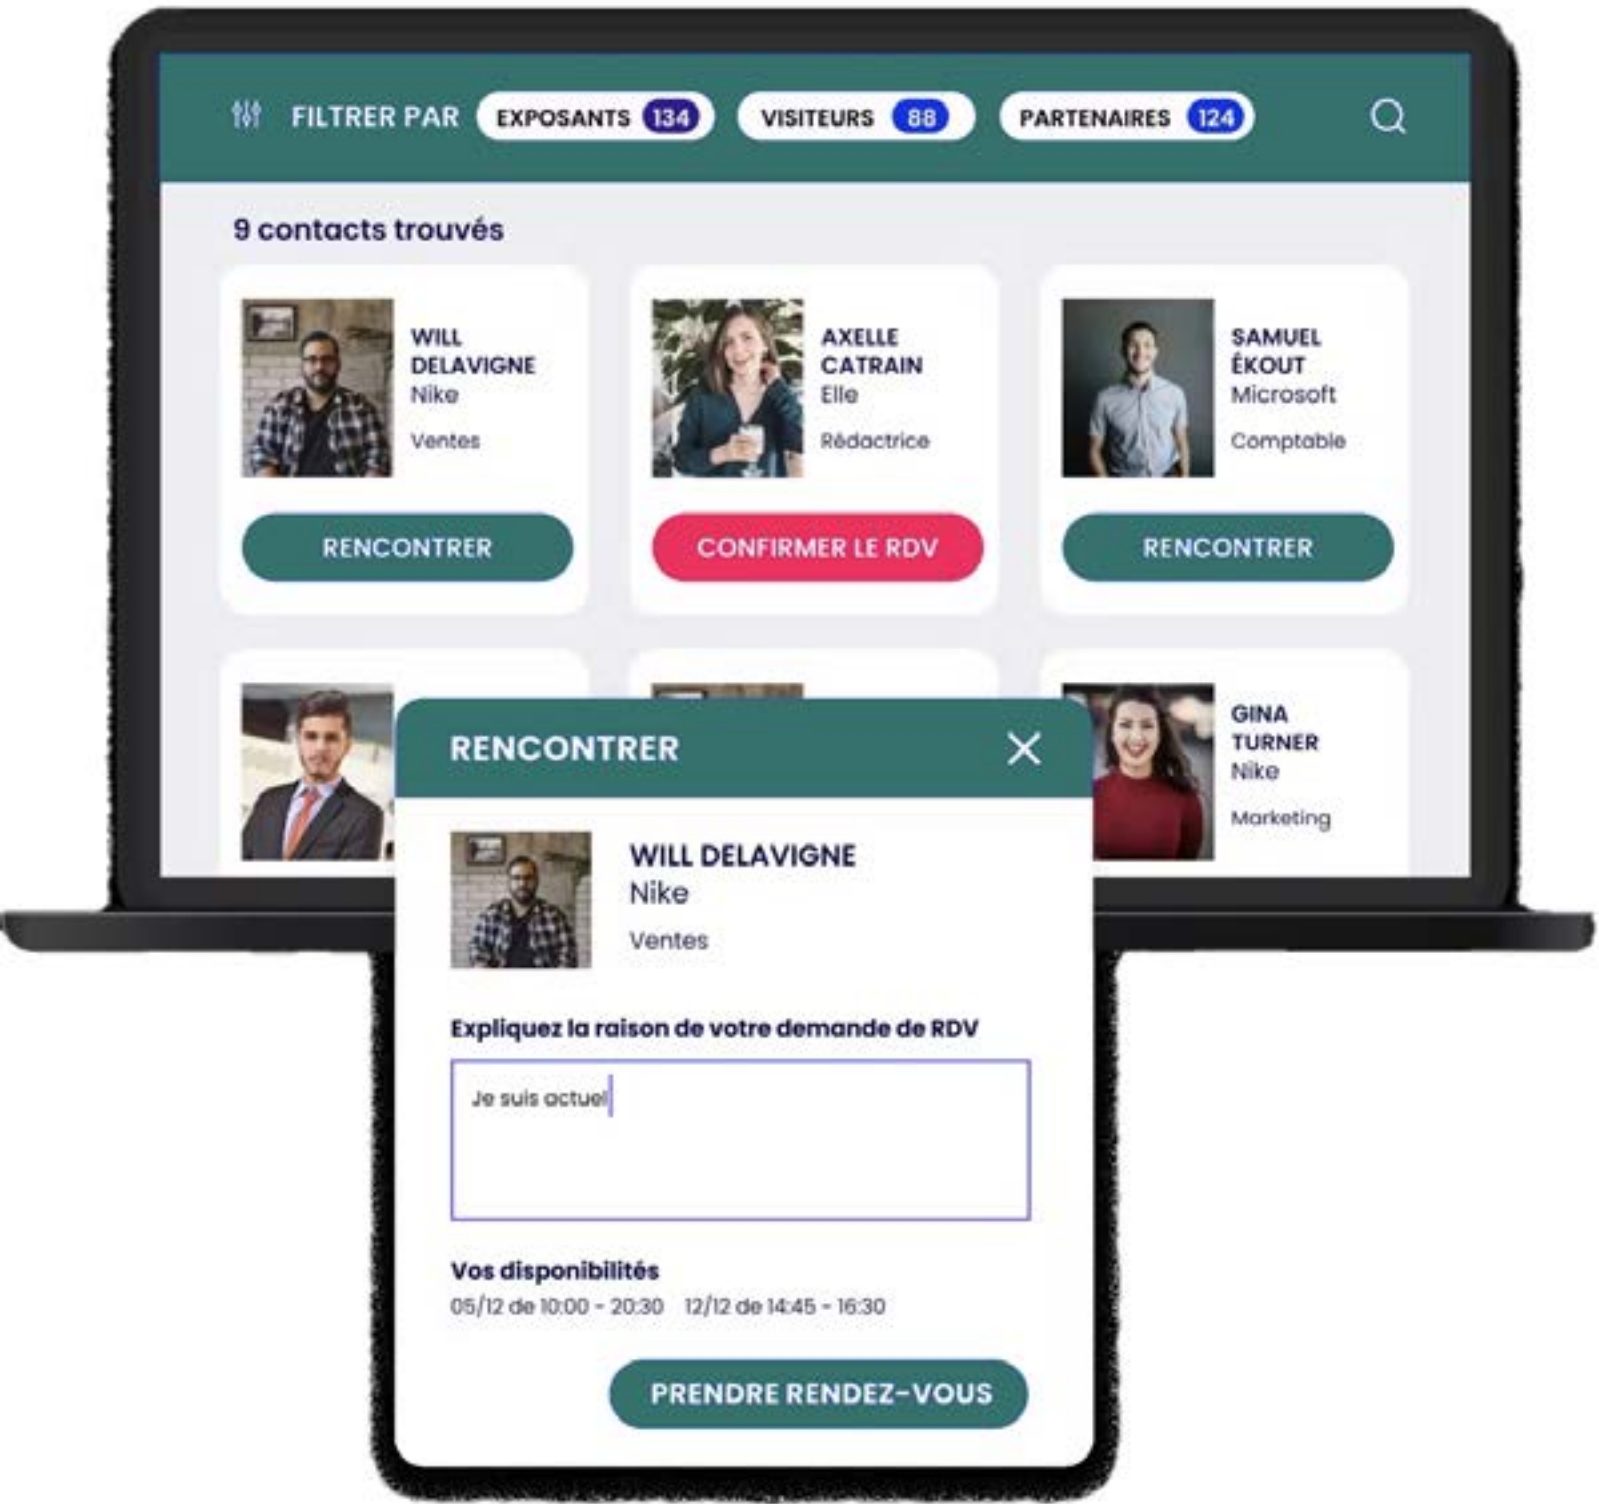 FILTRER PAR EXPOSANTS 134 VISITEURS 88 PARTENAIRES 124
9 contacts trouvés
WILL
DELAVIGNE
Nike
Ventes
RENCONTRER
AXELLE
CATRAIN
Elle
Rédactrice
CONFIRMER LE RDV
SAMUEL
ÉKOUT
Microsoft
Comptable
RENCONTRER
GINA
TURNER
Nike
Marketing
RENCONTRER
WILL DELAVIGNE
Nike
Ventes
Expliquez la raison de votre demande de RDV
Je suis actuel
Vos disponibilités
05/12 de 10:00 - 20:30 12/12 de 14:45 - 16:30
PRENDRE RENDEZ-VOUS